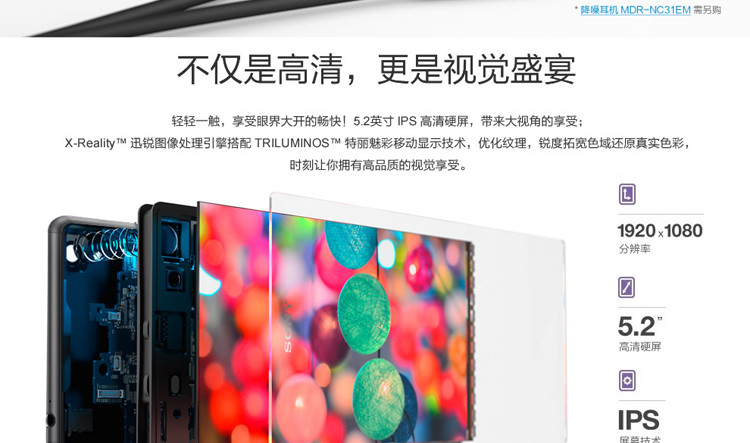 * 降噪耳机 MDR-NC31EM 需另购
不仅是高清，更是视觉盛宴
轻轻一触，享受眼界大开的畅快！5.2英寸 IPS 高清硬屏，带来大视角的享受；
X-Reality™ 迅锐图像处理引擎搭配 TRILUMINOS™ 特丽魅彩移动显示技术，优化纹理，锐度拓宽色域还原真实色彩，
时刻让你拥有高品质的视觉享受。
1920 x 1080
分辨率
5.2"
高清硬屏
IPS
屏幕技术
SONY